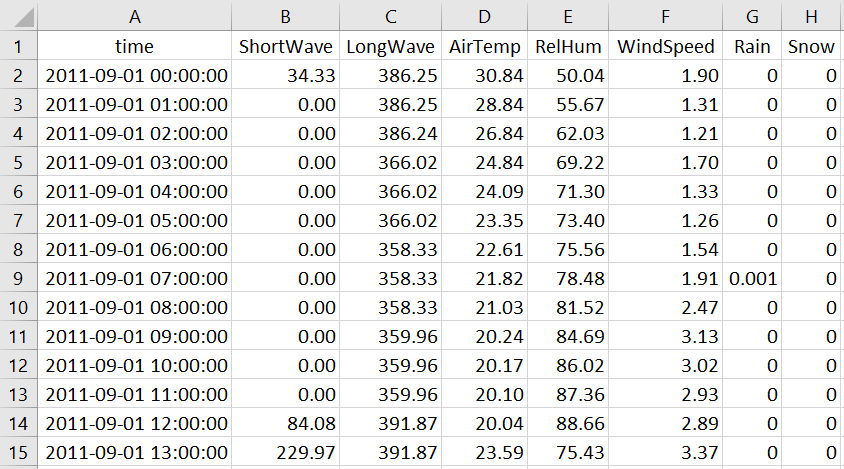 A B C D E F G H
1 time ShortWave LongWave AirTemp RelHum WindSpeed Rain Snow
2 2011-09-01 00:00:00 34.33 386.25 30.84 50.04 1.90 0 0
3 2011-09-01 01:00:00 0.00 386.25 28.84 55.67 1.31 0 0
4 2011-09-01 02:00:00 0.00 386.24 26.84 62.03 1.21 0 0
5 2011-09-01 03:00:00 0.00 366.02 24.84 69.22 1.70 0 0
6 2011-09-01 04:00:00 0.00 366.02 24.09 71.30 1.33 0 0
7 2011-09-01 05:00:00 0.00 366.02 23.35 73.40 1.26 0 0
8 2011-09-01 06:00:00 0.00 358.33 22.61 75.56 1.54 0 0
9 2011-09-01 07:00:00 0.00 358.33 21.82 78.48 1.91 0.001 0
10 2011-09-01 08:00:00 0.00 358.33 21.03 81.52 2.47 0 0
11 2011-09-01 09:00:00 0.00 359.96 20.24 84.69 3.13 0 0
12 2011-09-01 10:00:00 0.00 359.96 20.17 86.02 3.02 0 0
13 2011-09-01 11:00:00 0.00 359.96 20.10 87.36 2.93 0 0
14 2011-09-01 12:00:00 84.08 391.87 20.04 88.66 2.89 0 0
15 2011-09-01 13:00:00 229.97 391.87 23.59 75.43 3.37 0 0